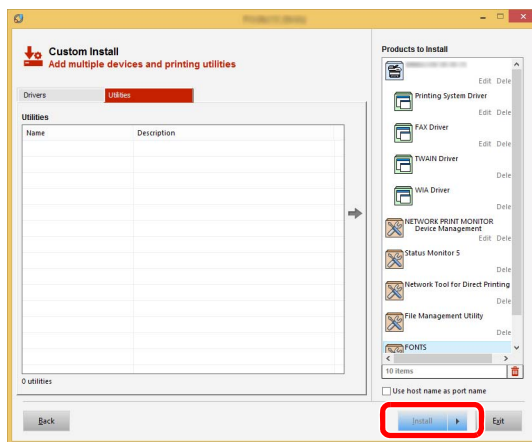 Custom Install
Add multiple devices and printing utilities
Drivers
Utilities
Utilities
Name
Description
0 utilities
Products to Install
Edit Dele
Printing System Driver
Edit Dele
FAX Driver
Edit Dele
TWAIN Driver
Dele
WIA Driver
Dele
NETWORK PRINT MONITOR
Device Management
Edit Dele
Status Monitor 5
Dele
Network Tool for Direct Printing
Dele
File Management Utility
Dele
FONTS
10 items
Use host name as port name
Back
Install
Exit